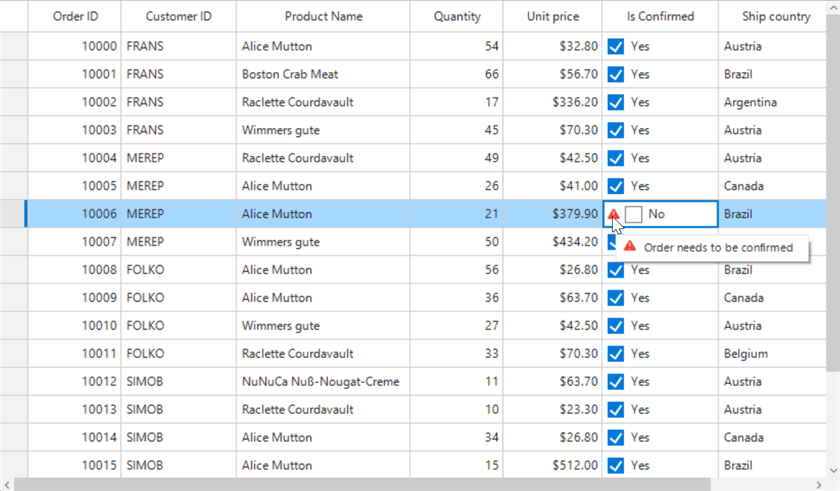 Order ID Customer ID Product Name Quantity Unit price Is Confirmed Ship country
10000 FRANS Alice Mutton 54 $32.80 Yes Austria
10001 FRANS Boston Crab Meat 66 $56.70 Yes Brazil
10002 FRANS Raclette Courdavault 17 $336.20 Yes Argentina
10003 FRANS Wimmers gute 45 $70.30 Yes Austria
10004 MEREP Raclette Courdavault 49 $42.50 Yes Austria
10005 MEREP Alice Mutton 26 $41.00 Yes Canada
10006 MEREP Alice Mutton 21 $379.90 No Brazil
10007 MEREP Wimmers gute 50 $434.20
Order needs to be confirmed
10008 FOLKO Alice Mutton 56 $26.80 Yes Brazil
10009 FOLKO Alice Mutton 36 $63.70 Yes Canada
10010 FOLKO Wimmers gute 27 $42.50 Yes Austria
10011 FOLKO Raclette Courdavault 33 $70.30 Yes Belgium
10012 SIMOB NuNuCa Nuß-Nougat-Creme 11 $63.70 Yes Austria
10013 SIMOB Raclette Courdavault 10 $23.30 Yes Austria
10014 SIMOB Alice Mutton 34 $26.80 Yes Canada
10015 SIMOB Alice Mutton 15 $512.00 Yes Brazil